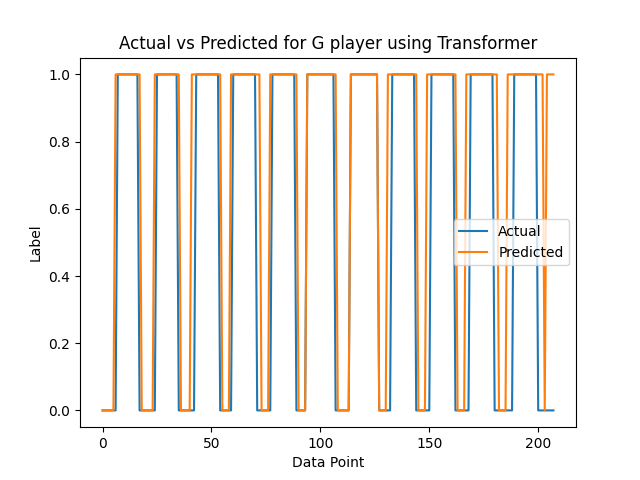 Actual vs Predicted for G player using Transformer
1.0
0.8
0.6
0.4
0.2
0.0
Label
Actual
Predicted
0
50
100
150
200
Data Point